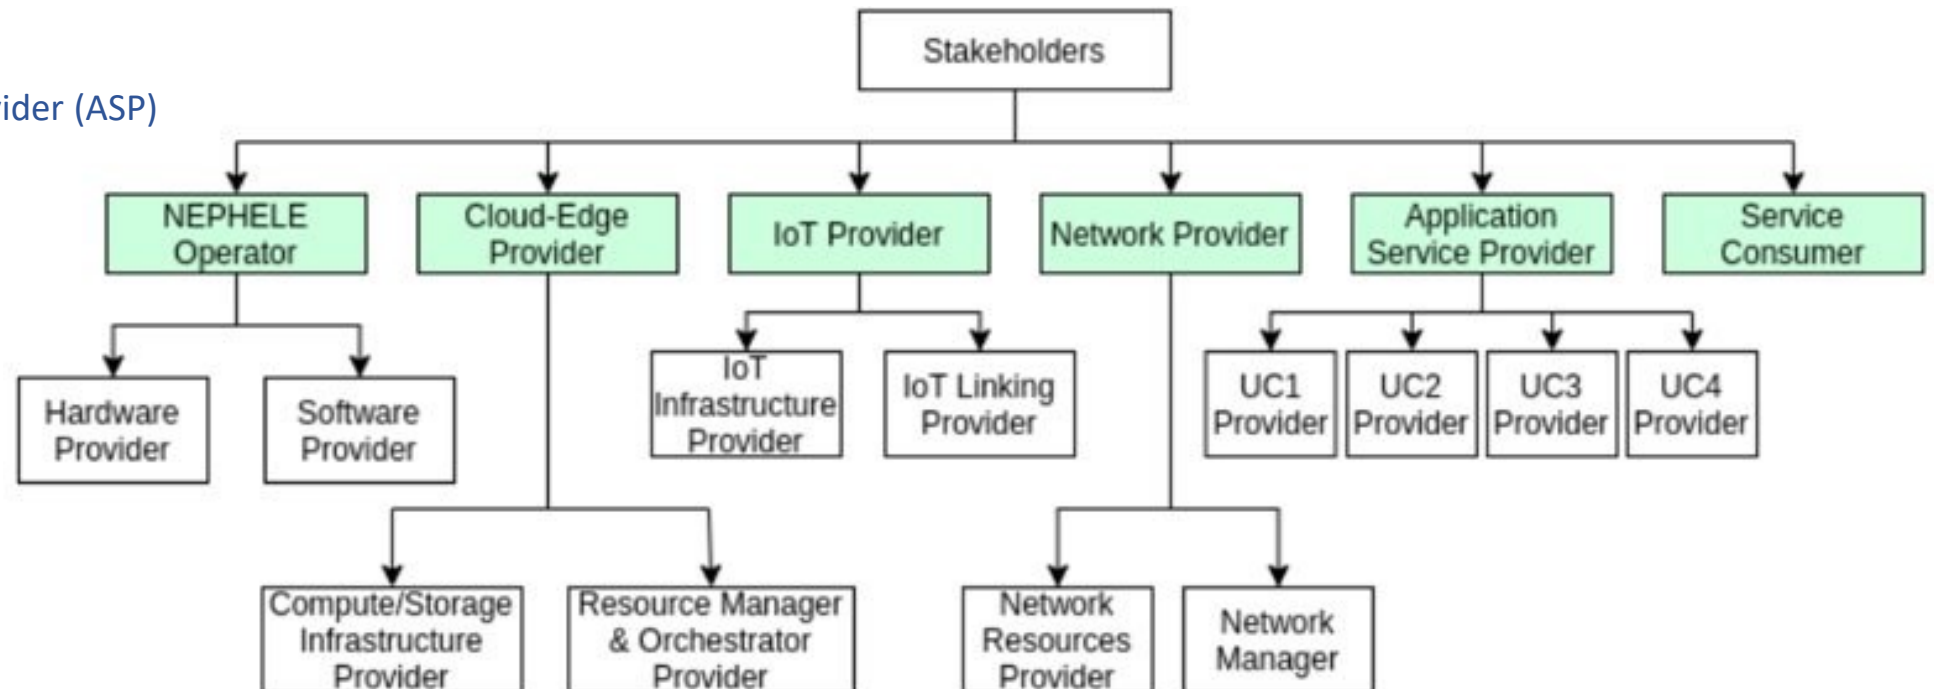 Stakeholders
ider (ASP)
NEPHELE
Operator
Cloud-Edge
Provider
IoT Provider
Network Provider
Application
Service Provider
Service
Consumer
Hardware
Provider
Software
Provider
IoT
Infrastructure
Provider
IoT Linking
Provider
UC1
Provider
UC2
Provider
UC3
Provider
UC4
Provider
Compute/Storage
Infrastructure
Provider
Resource Manager
& Orchestrator
Provider
Network
Resources
Provider
Network
Manager